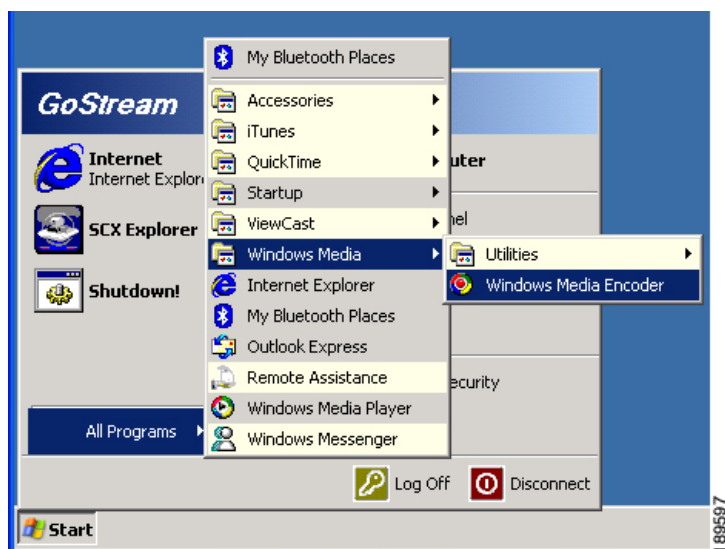 My Bluetooth Places
GoStream
Accessories
iTunes
Internet
Internet Explor
QuickTime
uter
Startup
SCX Explorer
ViewCast
nel
Windows Media
Utilities
Shutdown!
Internet Explorer
Windows Media Encoder
My Bluetooth Places
Outlook Express
Remote Assistance
ecurity
Windows Media Player
All Programs
Windows Messenger
Log Off
Disconnect
Start
189597